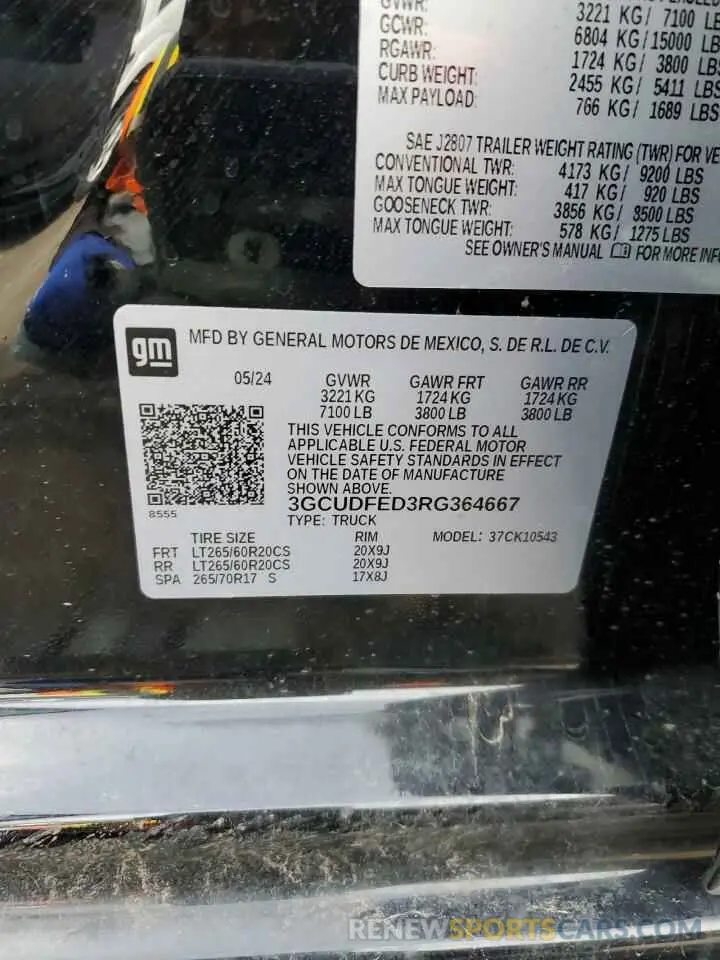 GVWR: 3221 KG/ 7100 LB
GCWR: 6804 KG/15000 LB
RGAWR: 1724 KG/ 3800 LBS
CURB WEIGHT: 2455 KG/ 5411 LBS
MAX PAYLOAD: 766 KG/ 1689 LBS
SAE J2807 TRAILER WEIGHT RATING (TWR) FOR VE
CONVENTIONAL TWR: 4173 KG/ 9200 LBS
MAX TONGUE WEIGHT: 417 KG/ 920 LBS
GOOSENECK TWR: 3856 KG/ 8500 LBS
MAX TONGUE WEIGHT: 578 KG/ 1275 LBS
SEE OWNER'S MANUAL FOR MORE INF
gm MFD BY GENERAL MOTORS DE MEXICO, S. DE R.L. DE C.V.
05/24 GVWR GAWR FRT GAWR RR
3221 KG 1724 KG 1724 KG
7100 LB 3800 LB 3800 LB
THIS VEHICLE CONFORMS TO ALL
APPLICABLE U.S. FEDERAL MOTOR
VEHICLE SAFETY STANDARDS IN EFFECT
ON THE DATE OF MANUFACTURE
SHOWN ABOVE.
3GCUDFED3RG364667
8555 TYPE: TRUCK
TIRE SIZE RIM MODEL: 37CK10543
FRT LT265/60R20CS 20X9J
RR LT265/60R20CS 20X9J
SPA 265/70R17 S 17X8J
RENEWSPORTSCARS.COM